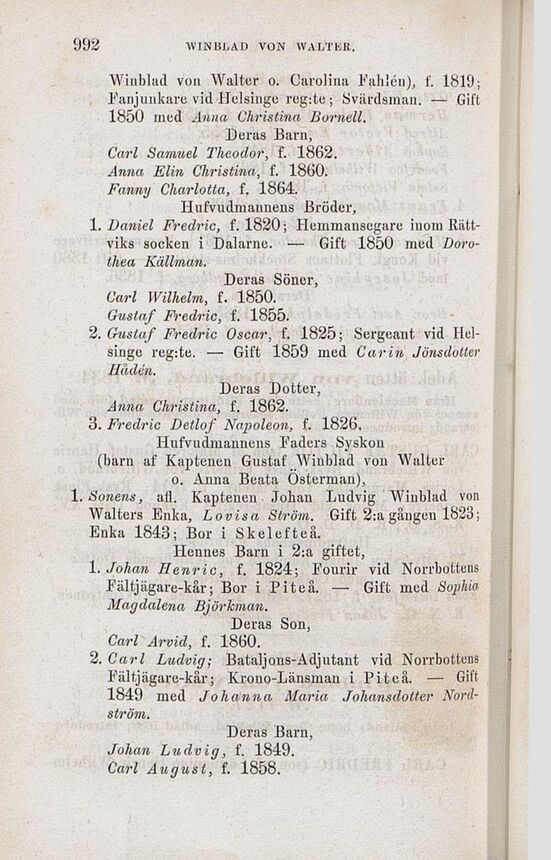 992
WINBLAD VON WALTER.
Winblad von Walter o. Carolina Fahlén), f. 1819;
Fanjunkare vid Helsinge reg:te; Svärdsman. — Gift
1850 med Anna Christina Bornell.
Deras Barn,
Carl Samuel Theodor, f. 1862.
Anna Elin Christina, f. 1860.
Fanny Charlotta, f. 1864.
Hufvudmannens Bröder,
1. Daniel Fredric, f. 1820; Hemmansegare inom Rätt-
viks socken i Dalarne. — Gift 1850 med Doro-
thea Källman.
Deras Söner,
Carl Wilhelm, f. 1850.
Gustaf Fredric, f. 1855.
2. Gustaf Fredric Oscar, f. 1825; Sergeant vid Hel-
singe reg:te. — Gift 1859 med Carin Jönsdotter
Hådén.
Deras Dotter,
Anna Christina, f. 1862.
3. Fredric Detlof Napoleon, f. 1826.
Hufvudmannens Faders Syskon
(barn af Kaptenen Gustaf Winblad von Walter
o. Anna Beata Österman),
1. Sonens, afl. Kaptenen Johan Ludvig Winblad von
Walters Enka, Lovisa Ström. Gift 2:a gången 1823;
Enka 1843; Bor i Skelefteå.
Hennes Barn i 2:a giftet,
1. Johan Henric, f. 1824; Fourir vid Norrbottens
Fältjägare-kår; Bor i Piteå. — Gift med Sophia
Magdalena Björkman.
Deras Son,
Carl Arvid, f. 1860.
2. Carl Ludvig; Bataljons-Adjutant vid Norrbottens
Fältjägare-kår; Krono-Länsman i Piteå. — Gift
1849 med Johanna Maria Johansdotter Nord-
ström.
Deras Barn,
Johan Ludvig, f. 1849.
Carl August, f. 1858.